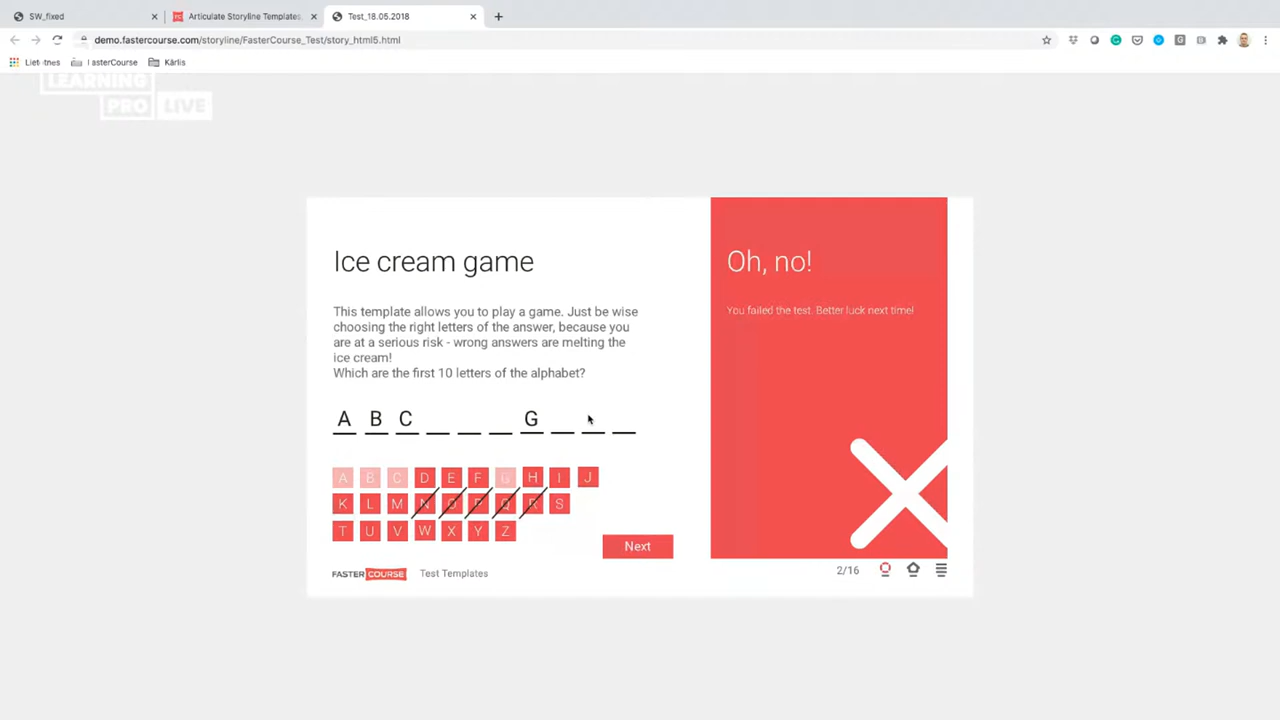 SW_fixed
Articulate Storyline Templates,
Test_18.05.2018
demo.fastercourse.com/storyline/FasterCourse_Test/story_html5.html
FasterCourse
Kārlis
LEARNING
PRO LIVE
Ice cream game
This template allows you to play a game. Just be wise
choosing the right letters of the answer, because you
are at a serious risk - wrong answers are melting the
ice cream!
Which are the first 10 letters of the alphabet?
A B C G
A B C D E F G H I J
K L M N O P Q R S
T U V W X Y Z
Next
FASTER COURSE Test Templates
Oh, no!
You failed the test. Better luck next time!
2/16